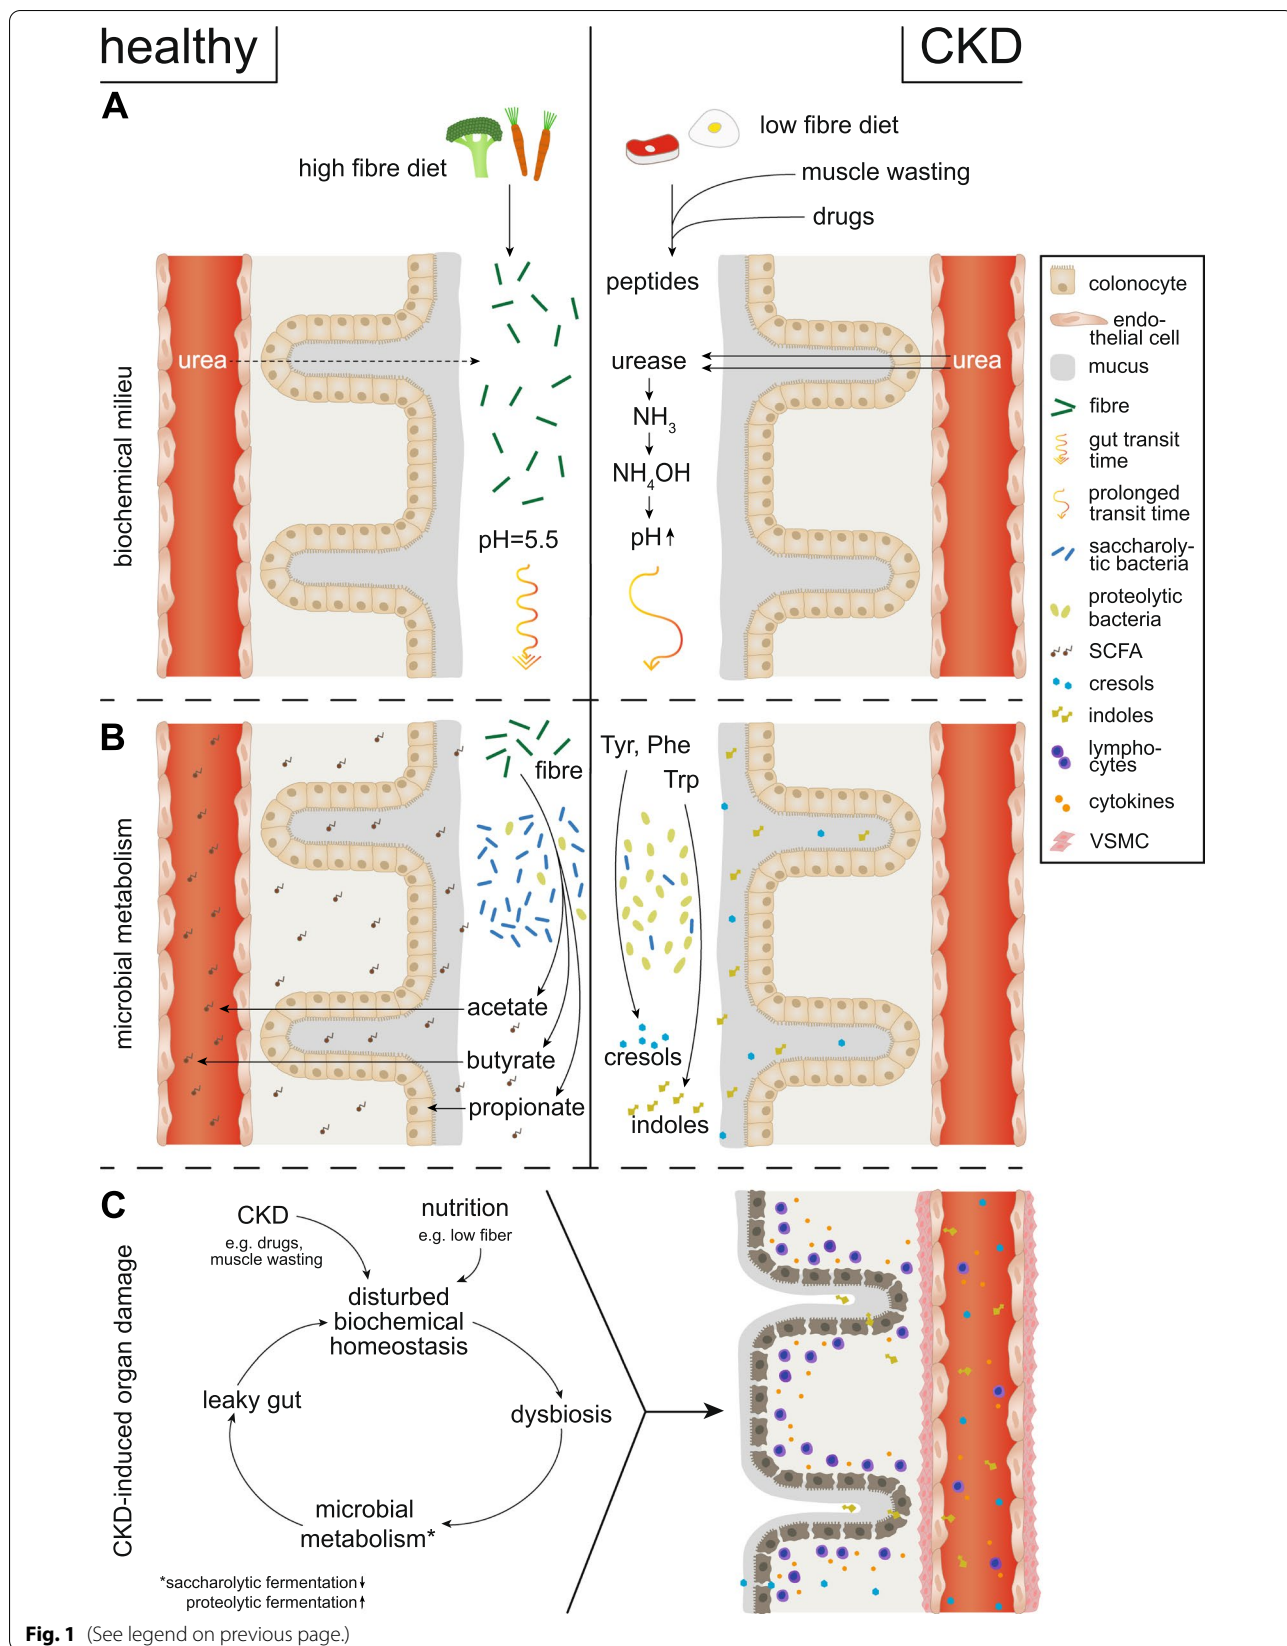 healthy
CKD
A
high fibre diet
low fibre diet
muscle wasting
drugs
biochemical milieu
urea
pH=5.5
peptides
urease
NH3
NH4OH
pH↑
urea
colonocyte
endo-
thelial cell
mucus
fibre
gut transit
time
prolonged
transit time
saccharoly-
tic bacteria
proteolytic
bacteria
SCFA
cresols
indoles
lympho-
cytes
cytokines
VSMC
B
microbial metabolism
fibre
acetate
butyrate
propionate
Tyr, Phe
Trp
cresols
indoles
C
CKD-induced organ damage
CKD
e.g. drugs,
muscle wasting
nutrition
e.g. low fiber
disturbed
biochemical
homeostasis
leaky gut
dysbiosis
microbial
metabolism*
*saccharolytic fermentation↓
proteolytic fermentation↑
Fig. 1 (See legend on previous page.)